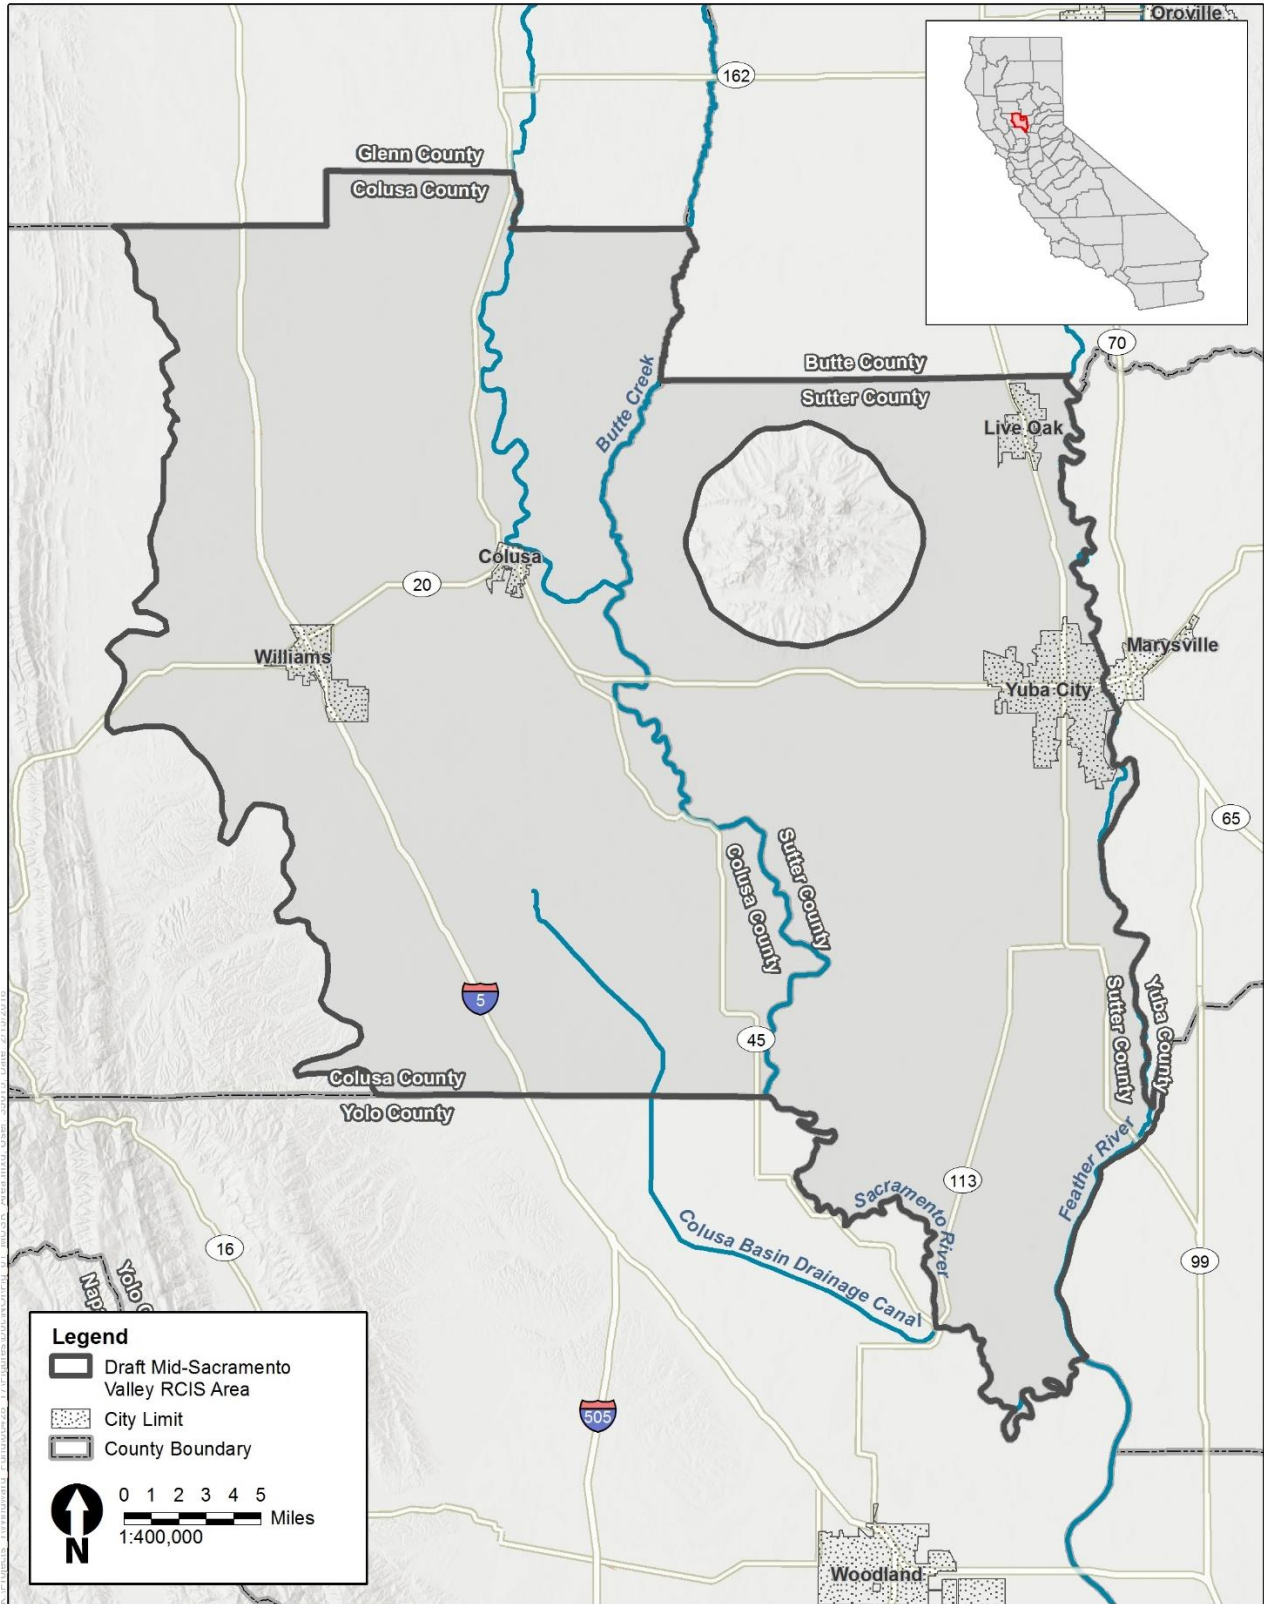 Oroville
162
Glenn County
Colusa County
70
Butte County
Sutter County
Butte Creek
Live Oak
Colusa
20
Williams
Marysville
Yuba City
65
Sutter County
Colusa County
5
45
Yuba County
Sutter County
Colusa County
Yolo County
Feather River
113
Sacramento River
Colusa Basin Drainage Canal
16
99
Yolo C
Nap
505
Woodland
Legend
Draft Mid-Sacramento
Valley RCIS Area
City Limit
County Boundary
0 1 2 3 4 5
Miles
1:400,000
N